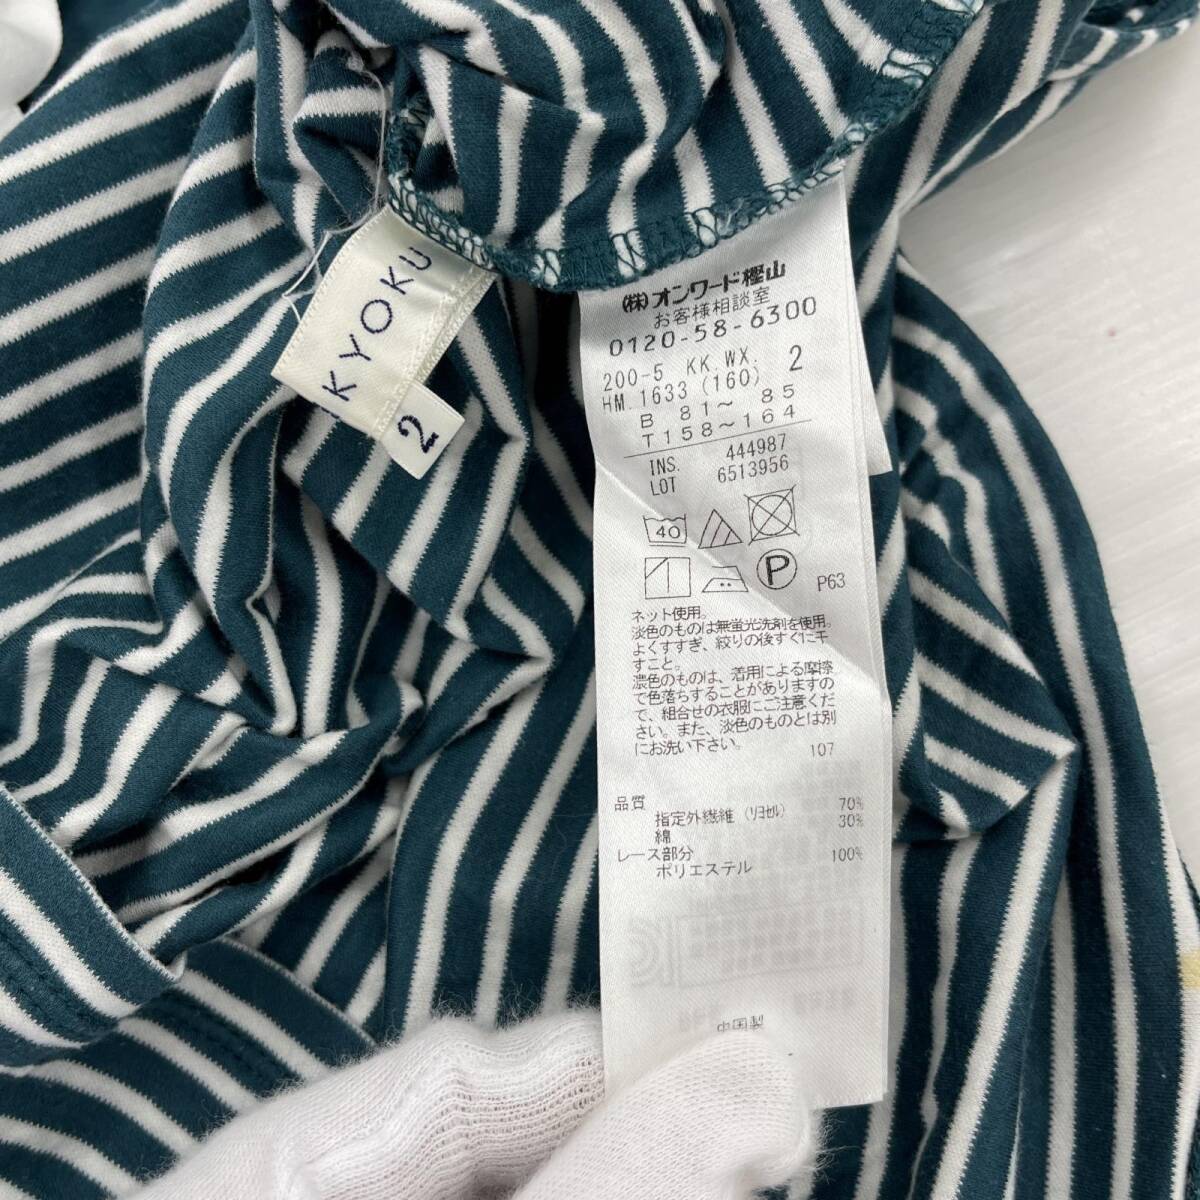 KYOKU
2
㈱オンワード樫山
お客様相談室
0120-58-6300
200-5 KK.WX. 2
HM.1633 (160)
B 81～ 85
T158～164
INS. 444987
LOT 6513956
40
P P63
ネット使用。
淡色のものは無蛍光洗剤を使用。
よくすすぎ、絞りの後すぐに干
すこと。
濃色のものは、着用による摩擦
で色落ちすることがありますの
で、組合せの衣服にご注意くだ
さい。また、淡色のものとは別
にお洗い下さい。 107
品質
指定外繊維（ﾘﾖｾﾙ） 70%
綿 30%
レース部分
ポリエステル 100%
中国製